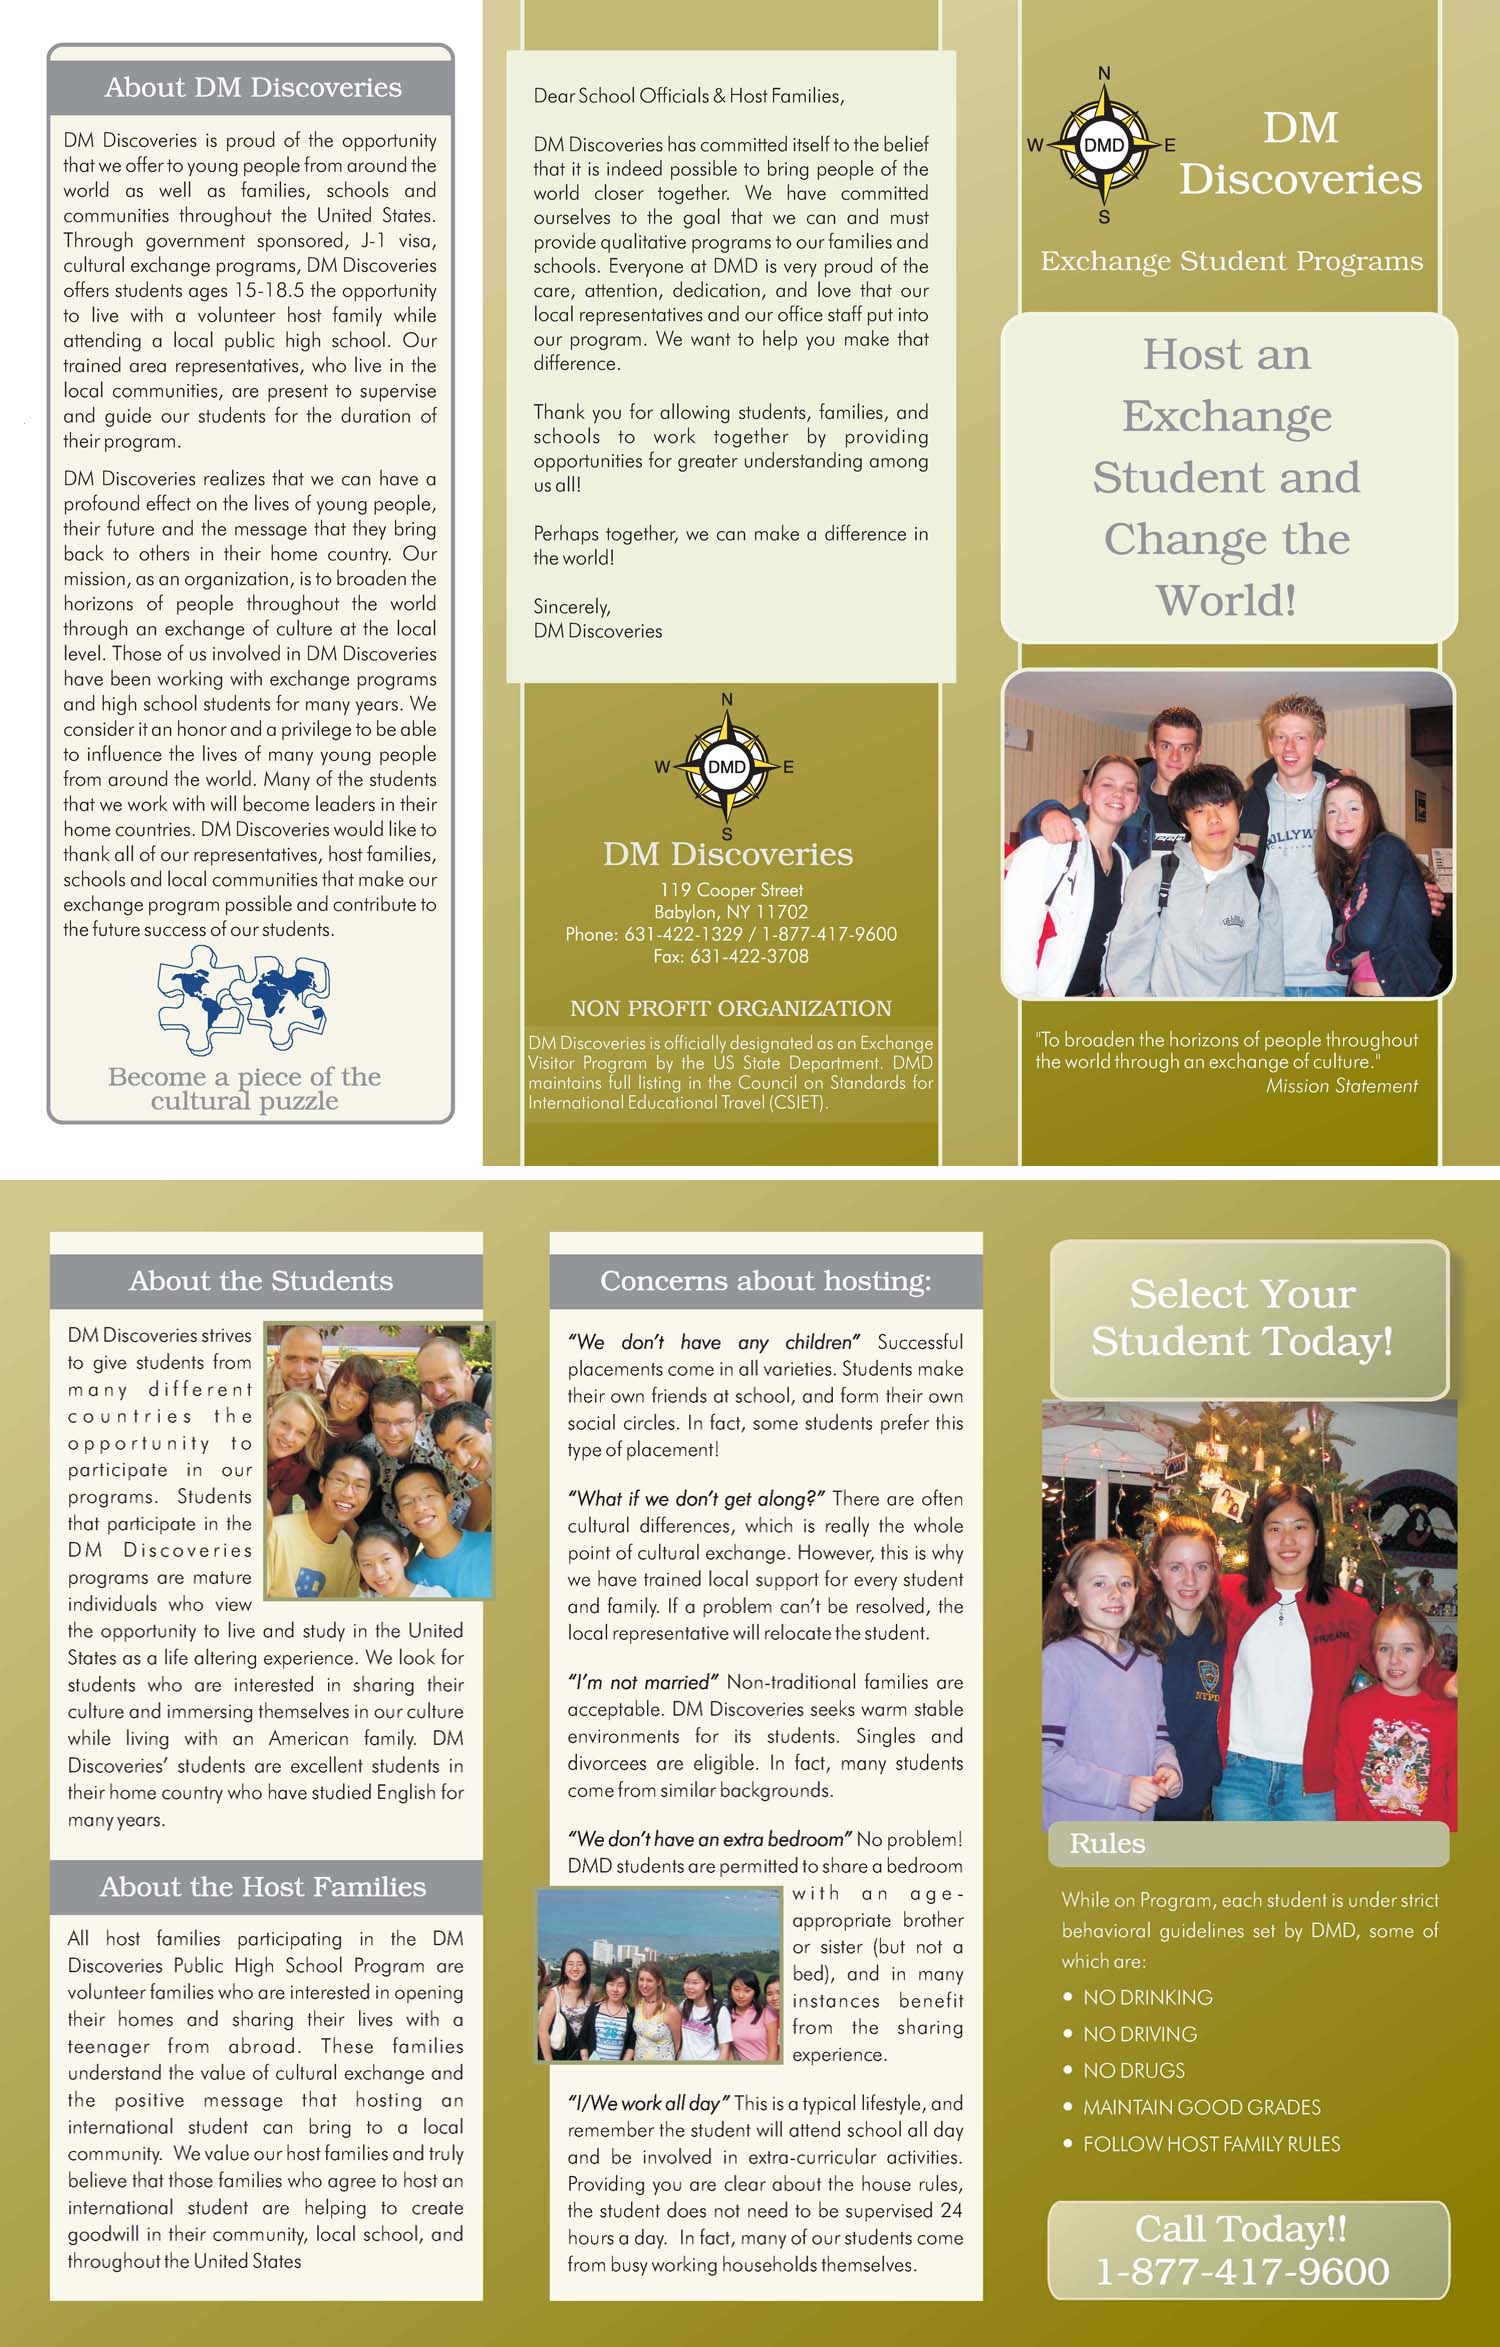 About DM Discoveries
DM Discoveries is proud of the opportunity
that we offer to young people from around the
world as well as families, schools and
communities throughout the United States.
Through government sponsored, J-1 visa,
cultural exchange programs, DM Discoveries
offers students ages 15-18.5 the opportunity
to live with a volunteer host family while
attending a local public high school. Our
trained area representatives, who live in the
local communities, are present to supervise
and guide our students for the duration of
their program.
DM Discoveries realizes that we can have a
profound effect on the lives of young people,
their future and the message that they bring
back to others in their home country. Our
mission, as an organization, is to broaden the
horizons of people throughout the world
through an exchange of culture at the local
level. Those of us involved in DM Discoveries
have been working with exchange programs
and high school students for many years. We
consider it an honor and a privilege to be able
to influence the lives of many young people
from around the world. Many of the students
that we work with will become leaders in their
home countries. DM Discoveries would like to
thank all of our representatives, host families,
schools and local communities that make our
exchange program possible and contribute to
the future success of our students.
Become a piece of the
cultural puzzle
Dear School Officials & Host Families,
DM Discoveries has committed itself to the belief
that it is indeed possible to bring people of the
world closer together. We have committed
ourselves to the goal that we can and must
provide qualitative programs to our families and
schools. Everyone at DMD is very proud of the
care, attention, dedication, and love that our
local representatives and our office staff put into
our program. We want to help you make that
difference.
Thank you for allowing students, families, and
schools to work together by providing
opportunities for greater understanding among
us all!
Perhaps together, we can make a difference in
the world!
Sincerely,
DM Discoveries
N
W DMD E
S
DM Discoveries
119 Cooper Street
Babylon, NY 11702
Phone: 631-422-1329 / 1-877-417-9600
Fax: 631-422-3708
NON PROFIT ORGANIZATION
DM Discoveries is officially designated as an Exchange
Visitor Program by the US State Department. DMD
maintains full listing in the Council on Standards for
International Educational Travel (CSIET).
N
W DMD E
S
DM
Discoveries
Exchange Student Programs
Host an
Exchange
Student and
Change the
World!
"To broaden the horizons of people throughout
the world through an exchange of culture."
Mission Statement
About the Students
DM Discoveries strives
to give students from
many different
countries the
opportunity to
participate in our
programs. Students
that participate in the
DM Discoveries
programs are mature
individuals who view
the opportunity to live and study in the United
States as a life altering experience. We look for
students who are interested in sharing their
culture and immersing themselves in our culture
while living with an American family. DM
Discoveries’ students are excellent students in
their home country who have studied English for
many years.
About the Host Families
All host families participating in the DM
Discoveries Public High School Program are
volunteer families who are interested in opening
their homes and sharing their lives with a
teenager from abroad. These families
understand the value of cultural exchange and
the positive message that hosting an
international student can bring to a local
community. We value our host families and truly
believe that those families who agree to host an
international student are helping to create
goodwill in their community, local school, and
throughout the United States
Concerns about hosting:
“We don’t have any children” Successful
placements come in all varieties. Students make
their own friends at school, and form their own
social circles. In fact, some students prefer this
type of placement!
“What if we don’t get along?” There are often
cultural differences, which is really the whole
point of cultural exchange. However, this is why
we have trained local support for every student
and family. If a problem can’t be resolved, the
local representative will relocate the student.
“I’m not married” Non-traditional families are
acceptable. DM Discoveries seeks warm stable
environments for its students. Singles and
divorcees are eligible. In fact, many students
come from similar backgrounds.
“We don’t have an extra bedroom” No problem!
DMD students are permitted to share a bedroom
with an age-
appropriate brother
or sister (but not a
bed), and in many
instances benefit
from the sharing
experience.
“I/We work all day” This is a typical lifestyle, and
remember the student will attend school all day
and be involved in extra-curricular activities.
Providing you are clear about the house rules,
the student does not need to be supervised 24
hours a day. In fact, many of our students come
from busy working households themselves.
Select Your
Student Today!
NYPD
Rules
While on Program, each student is under strict
behavioral guidelines set by DMD, some of
which are:
• NO DRINKING
• NO DRIVING
• NO DRUGS
• MAINTAIN GOOD GRADES
• FOLLOW HOST FAMILY RULES
Call Today!!
1-877-417-9600